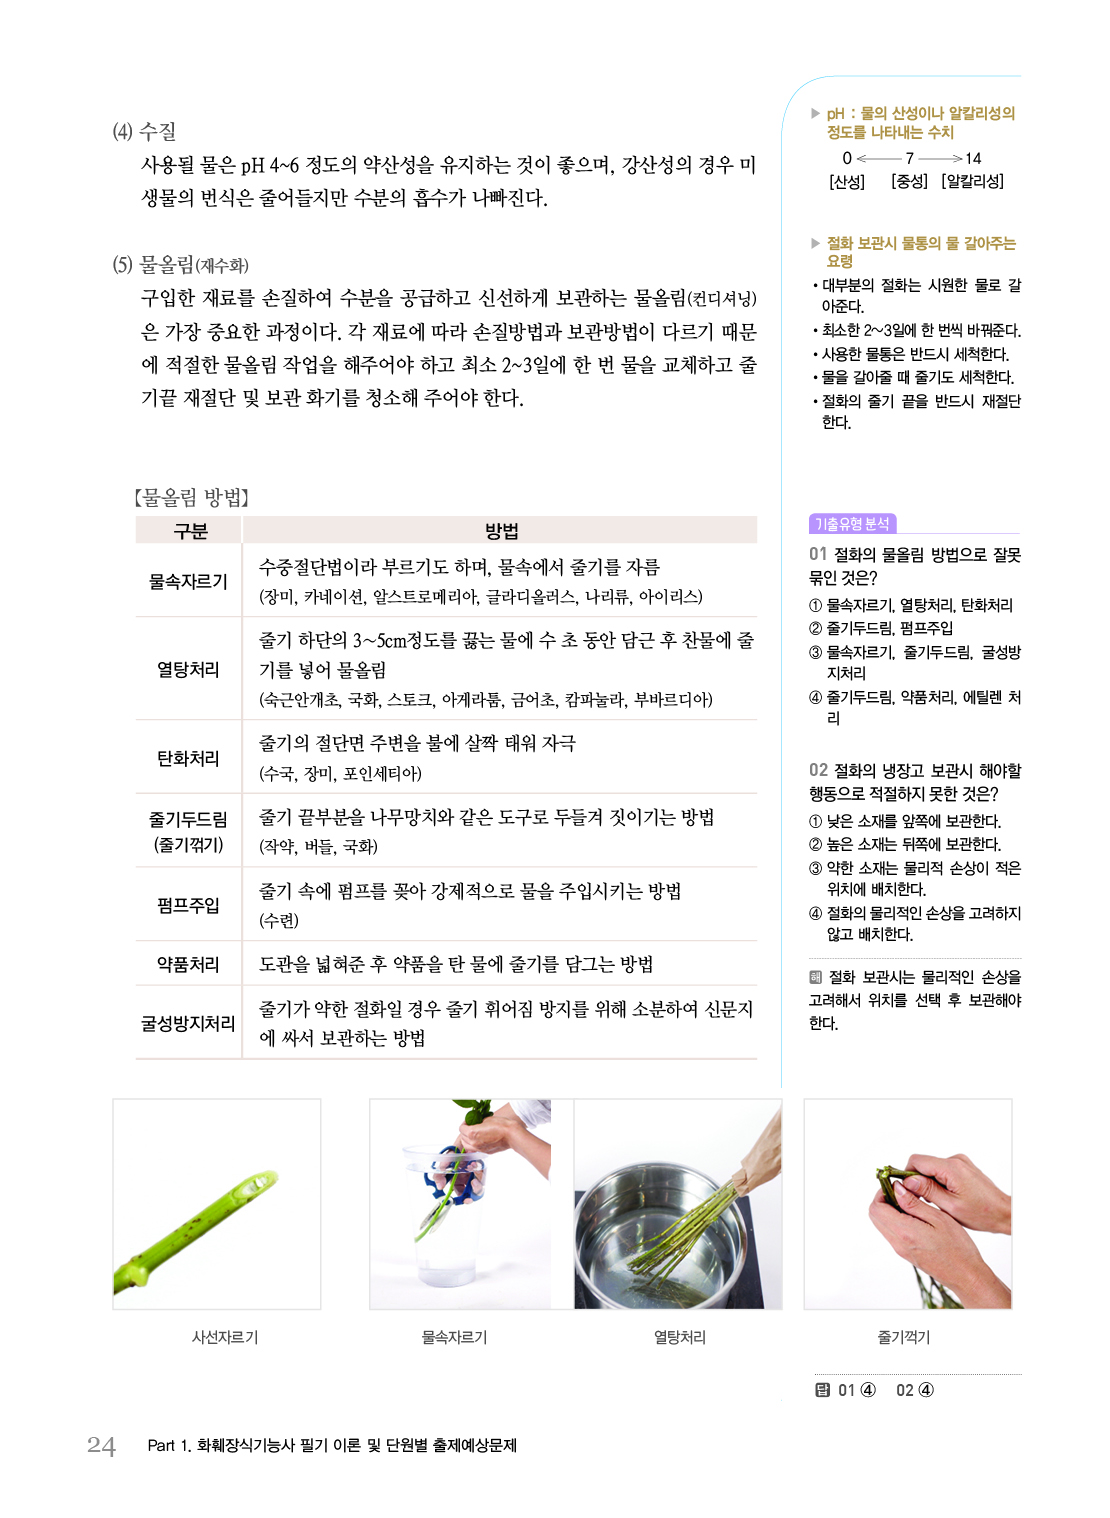 (4) 수질
사용될 물은 pH 4~6 정도의 약산성을 유지하는 것이 좋으며, 강산성의 경우 미
생물의 번식은 줄어들지만 수분의 흡수가 나빠진다.
(5) 물올림(재수화)
구입한 재료를 손질하여 수분을 공급하고 신선하게 보관하는 물올림(컨디셔닝)
은 가장 중요한 과정이다. 각 재료에 따라 손질방법과 보관방법이 다르기 때문
에 적절한 물올림 작업을 해주어야 하고 최소 2~3일에 한 번 물을 교체하고 줄
기끝 재절단 및 보관 화기를 청소해 주어야 한다.
【물올림 방법】
구분 방법
물속자르기
수중절단법이라 부르기도 하며, 물속에서 줄기를 자름
(장미, 카네이션, 알스트로메리아, 글라디올러스, 나리류, 아이리스)
열탕처리
줄기 하단의 3~5cm정도를 끓는 물에 수 초 동안 담근 후 찬물에 줄
기를 넣어 물올림
(숙근안개초, 국화, 스토크, 아게라툼, 금어초, 캄파눌라, 부바르디아)
탄화처리
줄기의 절단면 주변을 불에 살짝 태워 자극
(수국, 장미, 포인세티아)
줄기두드림
(줄기꺾기)
줄기 끝부분을 나무망치와 같은 도구로 두들겨 짓이기는 방법
(작약, 버들, 국화)
펌프주입
줄기 속에 펌프를 꽂아 강제적으로 물을 주입시키는 방법
(수련)
약품처리 도관을 넓혀준 후 약품을 탄 물에 줄기를 담그는 방법
굴성방지처리
줄기가 약한 절화일 경우 줄기 휘어짐 방지를 위해 소분하여 신문지
에 싸서 보관하는 방법
사선자르기
물속자르기
열탕처리
줄기꺽기
▶ pH : 물의 산성이나 알칼리성의
정도를 나타내는 수치
0 ← 7 → 14
[산성] [중성] [알칼리성]
▶ 절화 보관시 물통의 물 갈아주는
요령
• 대부분의 절화는 시원한 물로 갈
아준다.
• 최소한 2~3일에 한 번씩 바꿔준다.
• 사용한 물통은 반드시 세척한다.
• 물을 갈아줄 때 줄기도 세척한다.
• 절화의 줄기 끝을 반드시 재절단
한다.
기출유형 분석
01 절화의 물올림 방법으로 잘못
묶인 것은?
① 물속자르기, 열탕처리, 탄화처리
② 줄기두드림, 펌프주입
③ 물속자르기, 줄기두드림, 굴성방
지처리
④ 줄기두드림, 약품처리, 에틸렌 처
리
02 절화의 냉장고 보관시 해야할
행동으로 적절하지 못한 것은?
① 낮은 소재를 앞쪽에 보관한다.
② 높은 소재는 뒤쪽에 보관한다.
③ 약한 소재는 물리적 손상이 적은
위치에 배치한다.
④ 절화의 물리적인 손상을 고려하지
않고 배치한다.
해 절화 보관시는 물리적인 손상을
고려해서 위치를 선택 후 보관해야
한다.
답 01 ④ 02 ④
24 Part 1. 화훼장식기능사 필기 이론 및 단원별 출제예상문제